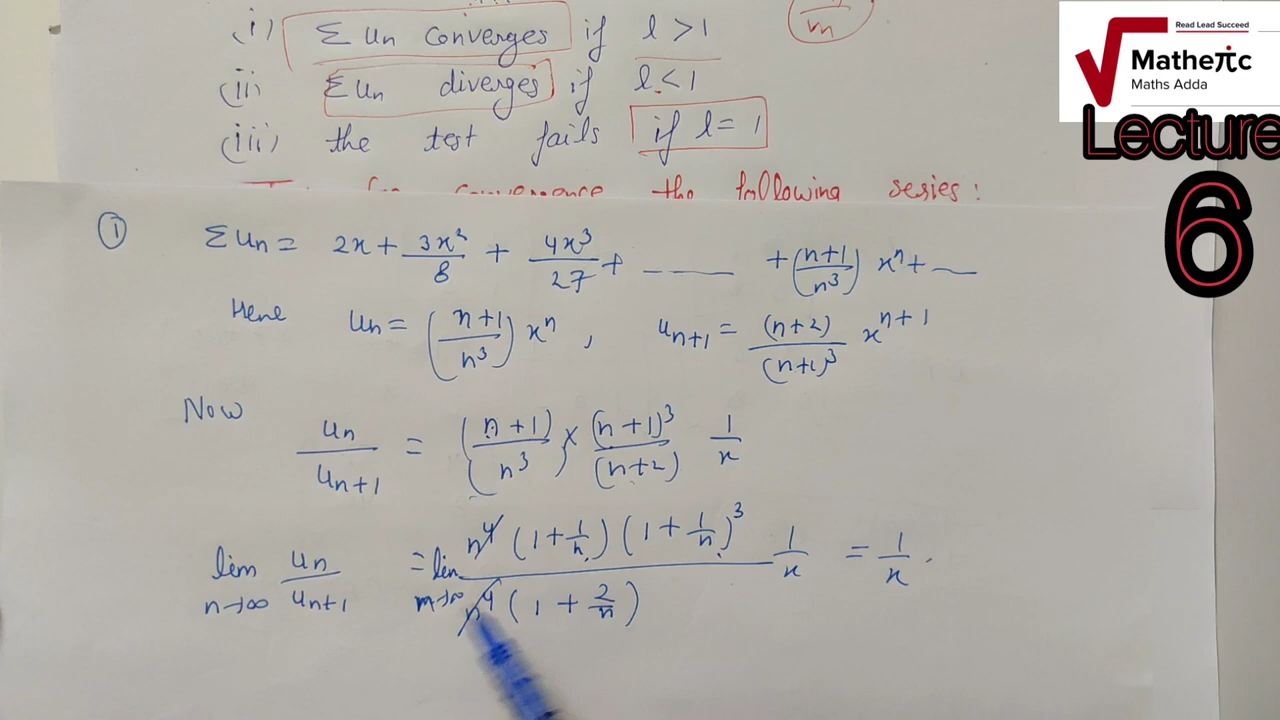 (i) Σ un converges if l > 1
(ii) Σ un diverges if l < 1
(iii) the test fails if l = 1
convergence the following series:
Read Lead Succeed
Matheπc
Maths Adda
Lecture
6
① Σ un = 2x + 3x²/8 + 4x³/27 + ------ + (n+1/n³) xⁿ + ---
Here un = (n+1/n³) xⁿ , un+1 = (n+2)/(n+1)³ xⁿ⁺¹
Now un/un+1 = (n+1)/(n³) × (n+1)³/(n+2) 1/x
lim n→∞ un/un+1 = lim n→∞ n⁴(1+1/n)(1+1/n)³/n⁴(1+2/n) 1/x = 1/x .